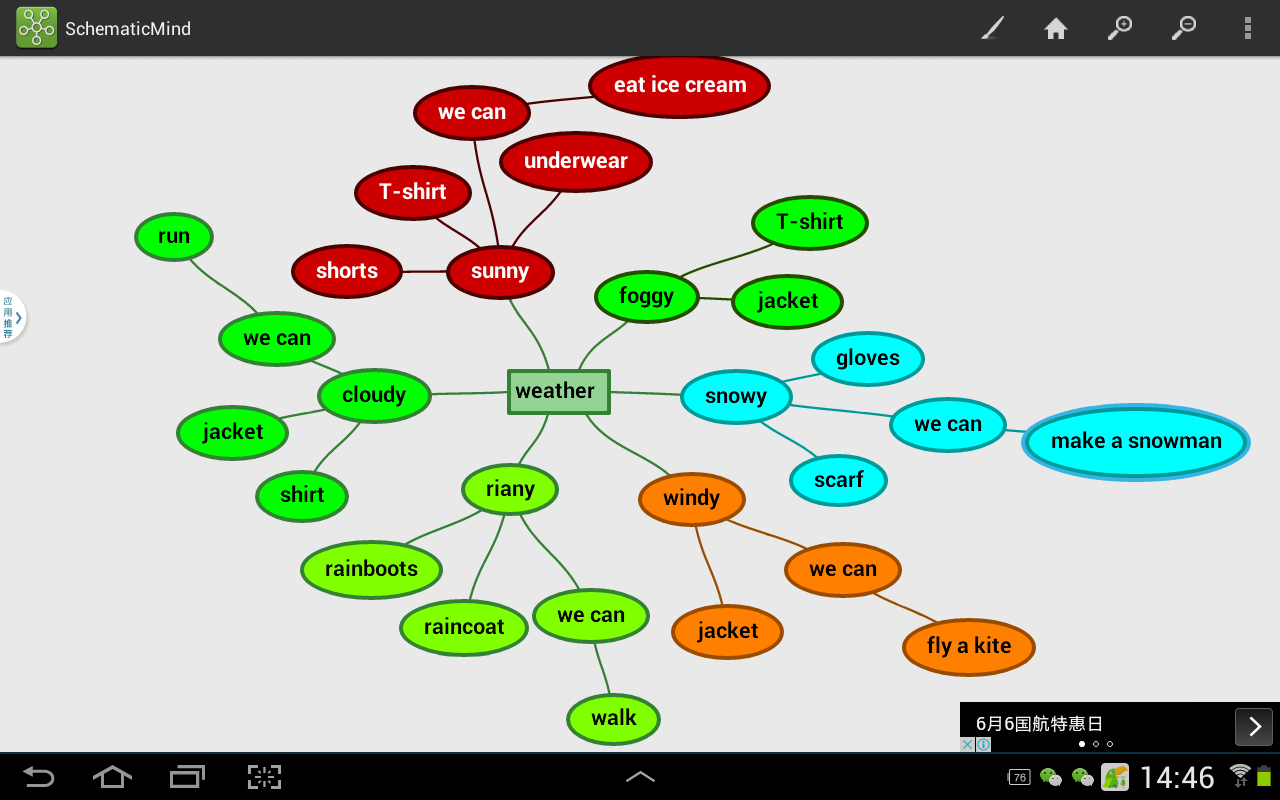 SchematicMind
eat ice cream
we can
underwear
T-shirt
shorts
sunny
run
we can
cloudy
jacket
shirt
T-shirt
foggy
jacket
weather
gloves
snowy
we can
make a snowman
scarf
riany
rainboots
raincoat
we can
walk
windy
we can
jacket
fly a kite
应用推荐
6月6国航特惠日
76
14:46